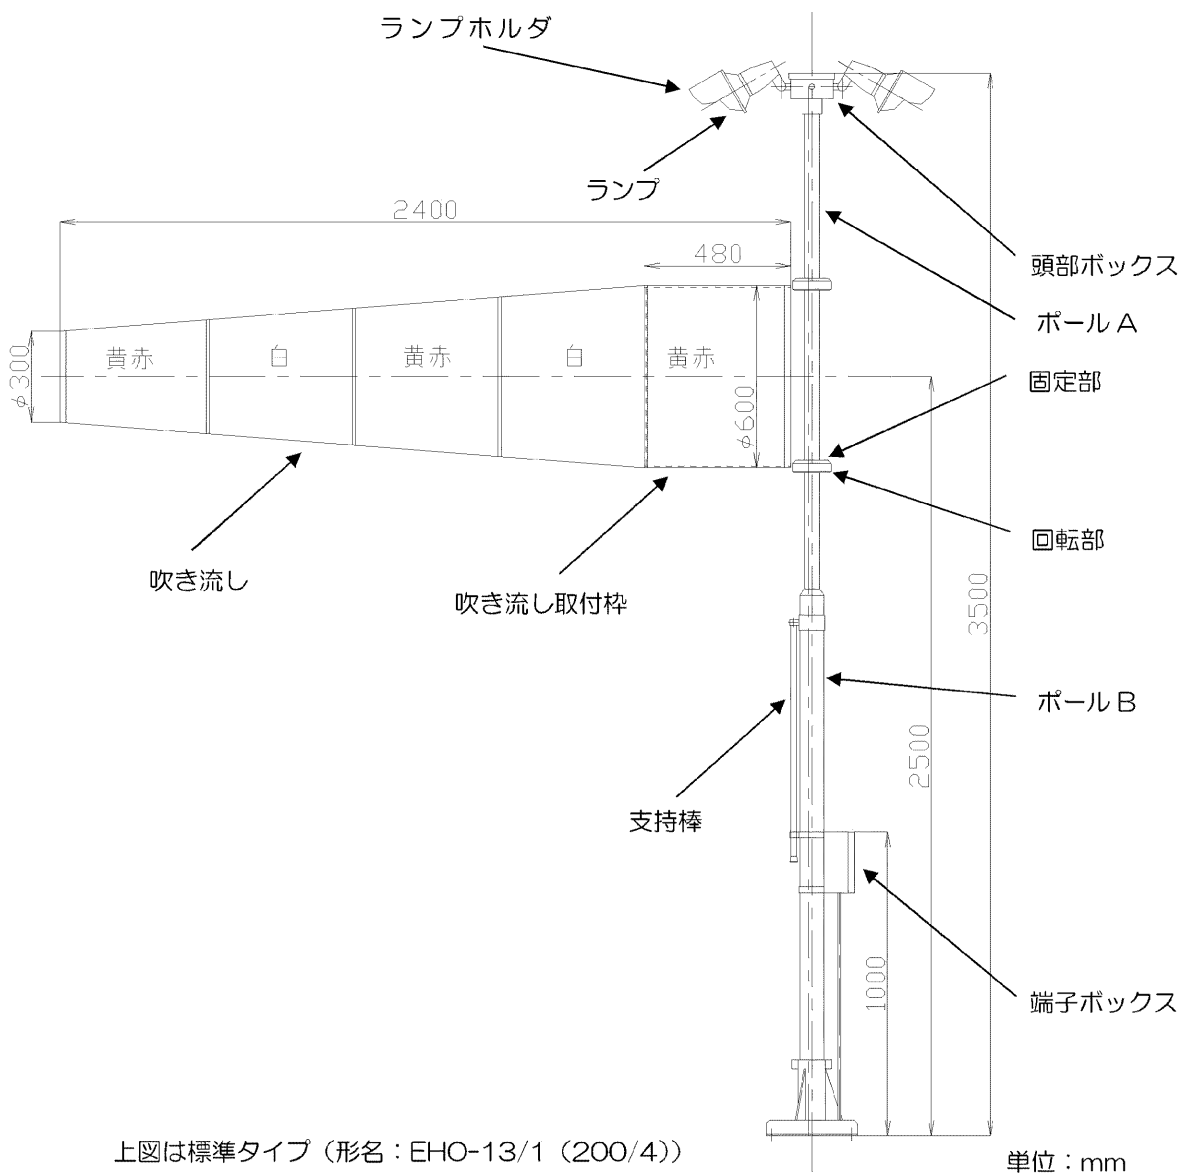 ランプホルダ
ランプ
2400
480
頭部ボックス
ポールA
φ300
黄赤
白
黄赤
白
黄赤
φ600
固定部
回転部
吹き流し
吹き流し取付枠
3500
ポールB
2500
支持棒
1000
端子ボックス
上図は標準タイプ（形名：EHO-13/1（200/4））
単位：mm